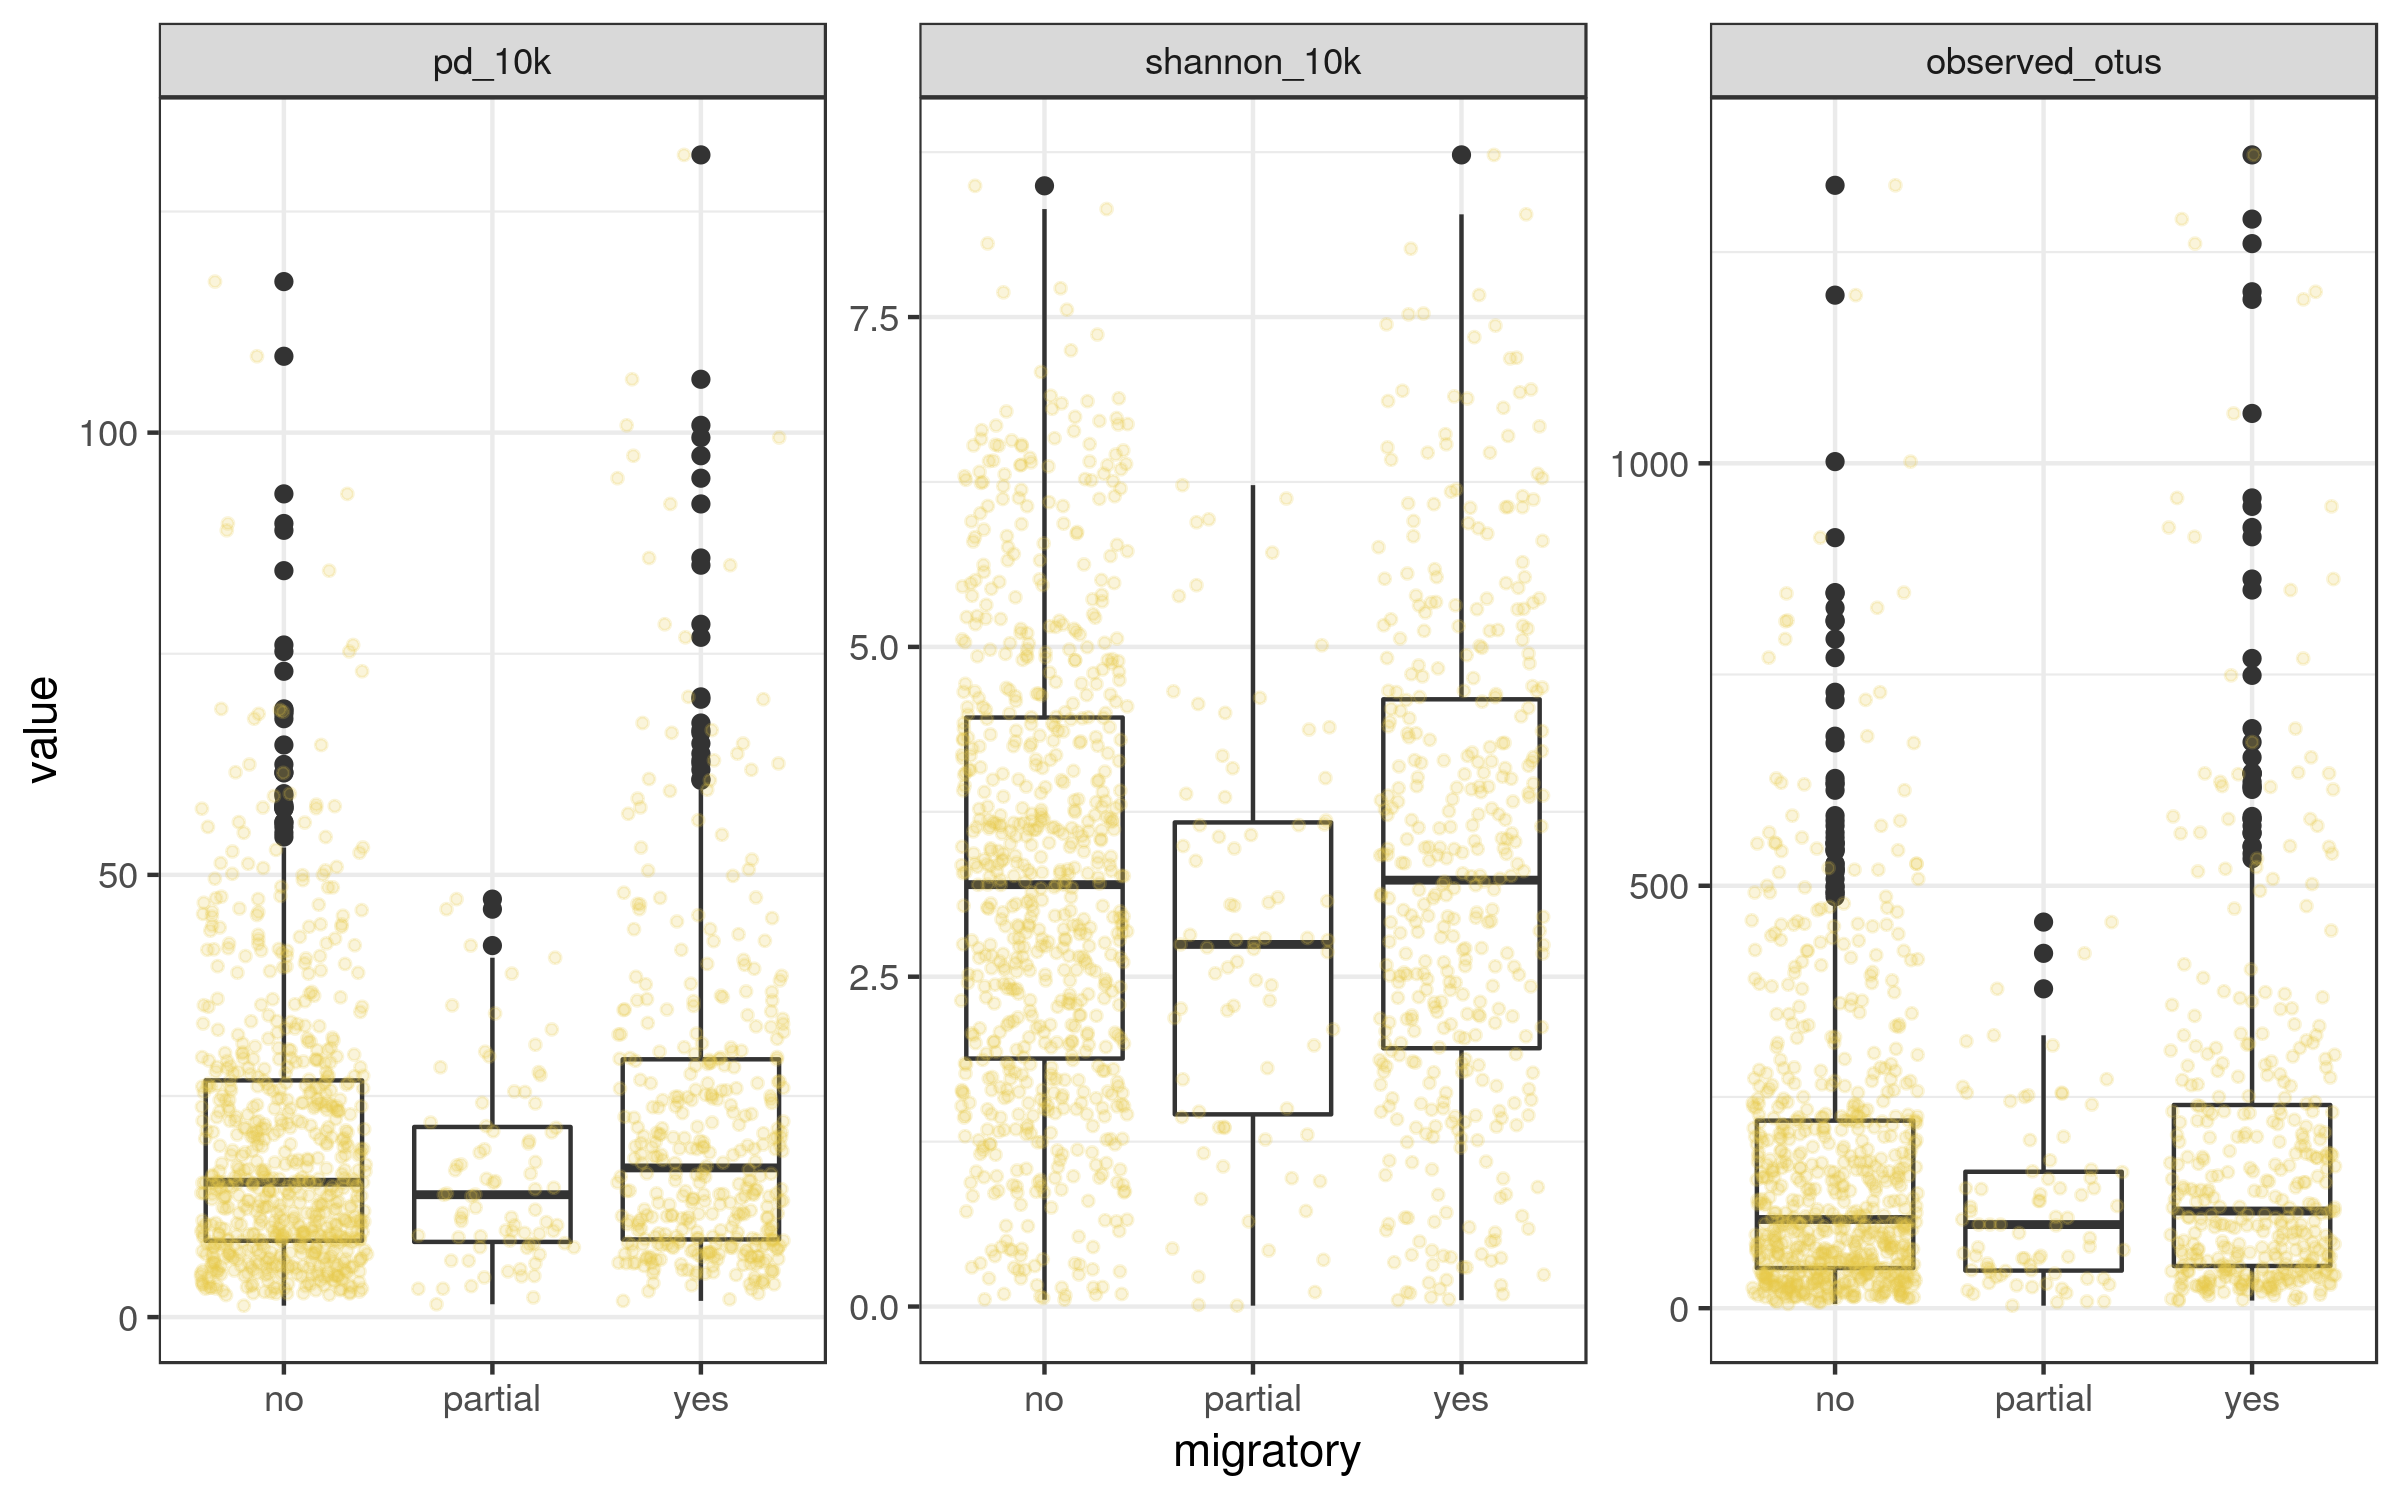 pd_10k
shannon_10k
observed_otus
value
100
50
0
7.5
5.0
2.5
0.0
1000
500
0
no partial yes
no partial yes
no partial yes
migratory